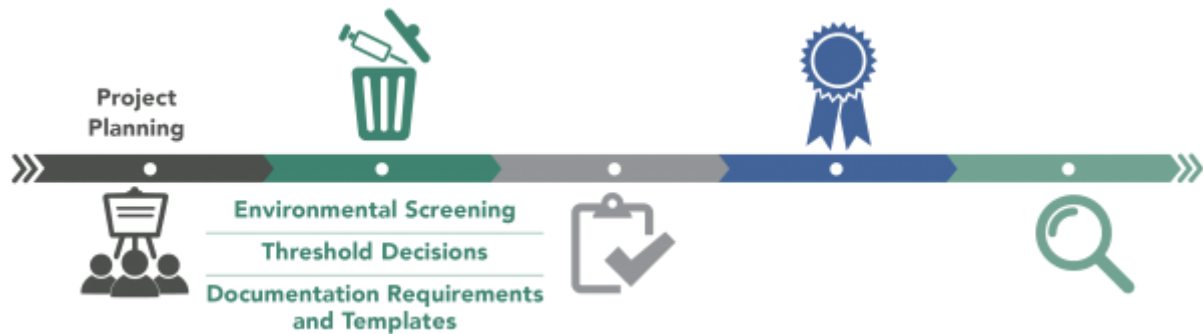 Project
Planning
Environmental Screening
Threshold Decisions
Documentation Requirements
and Templates